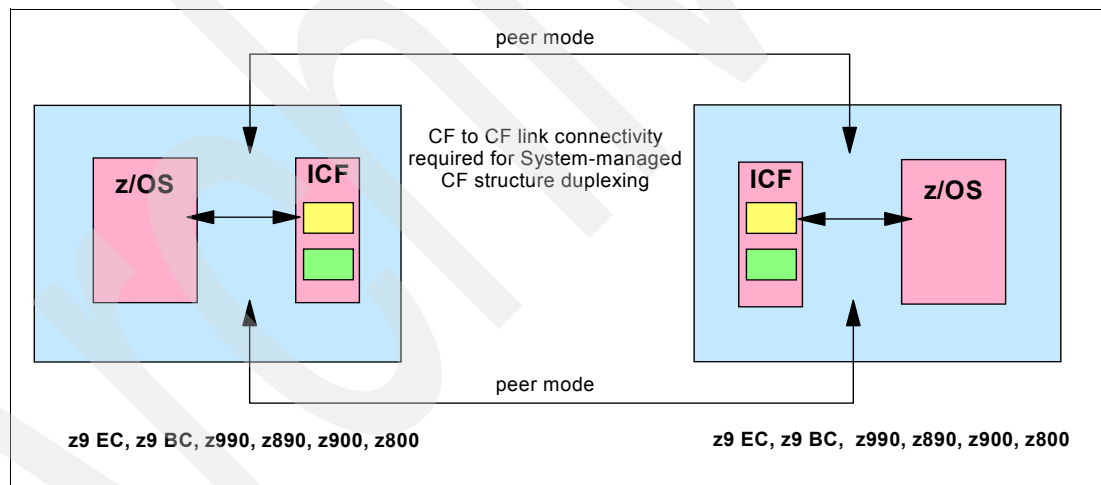 peer mode
CF to CF link connectivity
required for System-managed
CF structure duplexing
z/OS
ICF
ICF
z/OS
peer mode
z9 EC, z9 BC, z990, z890, z900, z800
z9 EC, z9 BC, z990, z890, z900, z800